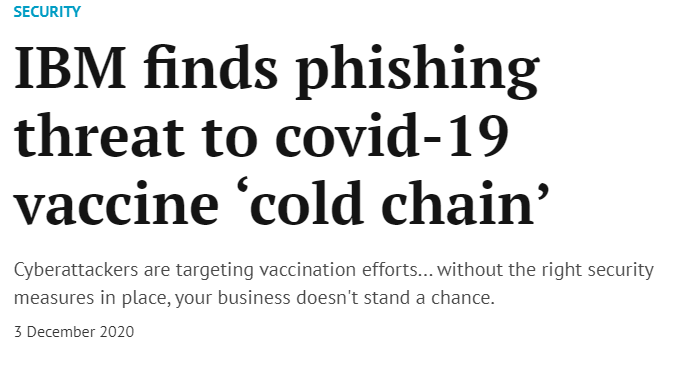 SECURITY
IBM finds phishing
threat to covid-19
vaccine ‘cold chain’
Cyberattackers are targeting vaccination efforts... without the right security
measures in place, your business doesn't stand a chance.
3 December 2020